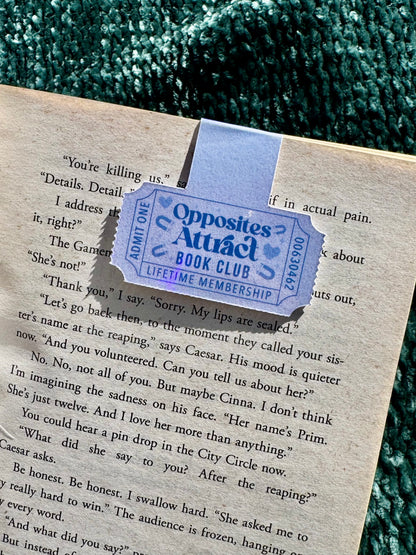 "You're killing us,"
"Details. Details."
if in actual pain.
I address th
k about
it, right?"
The Gamem
outs out,
"She's not!"
"Thank you," I say. "Sorry. My lips are sealed."
"Let's go back then, to the moment they called your sis-
ter's name at the reaping," says Caesar. His mood is quieter
now. "And you volunteered. Can you tell us about her?"
No. No, not all of you. But maybe Cinna. I don't think
I'm imagining the sadness on his face. "Her name's Prim.
She's just twelve. And I love her more than anything."
You could hear a pin drop in the City Circle now.
"What did she say to you? After the reaping?"
Caesar asks.
Be honest. Be honest. I swallow hard. "She asked me to
really hard to win." The audience is frozen, hanging on
every word.
"And what did you say?"
But instead of
ADMIT ONE
Opposites
Attract
BOOK CLUB
LIFETIME MEMBERSHIP
00630462